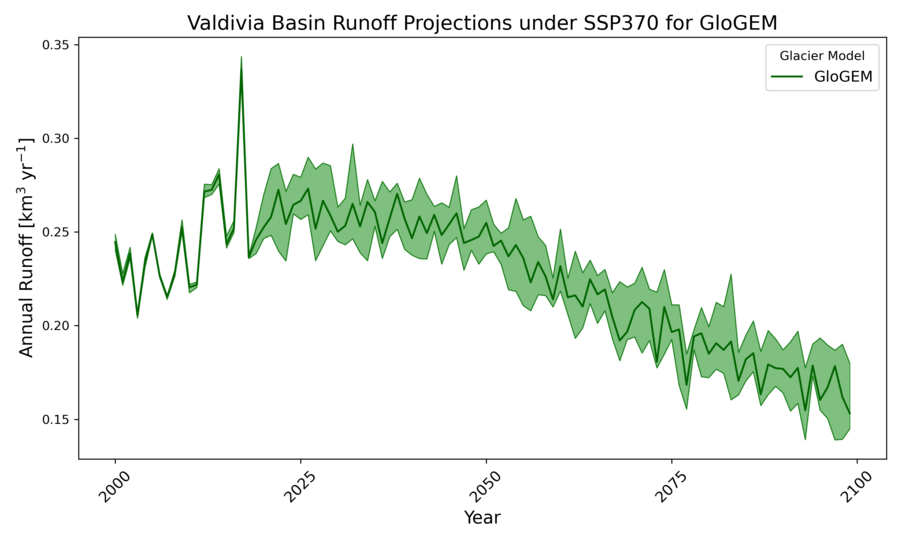 Valdivia Basin Runoff Projections under SSP370 for GloGEM
Glacier Model
GloGEM
Annual Runoff [km³ yr⁻¹]
0.35
0.30
0.25
0.20
0.15
2000
2025
2050
2075
2100
Year